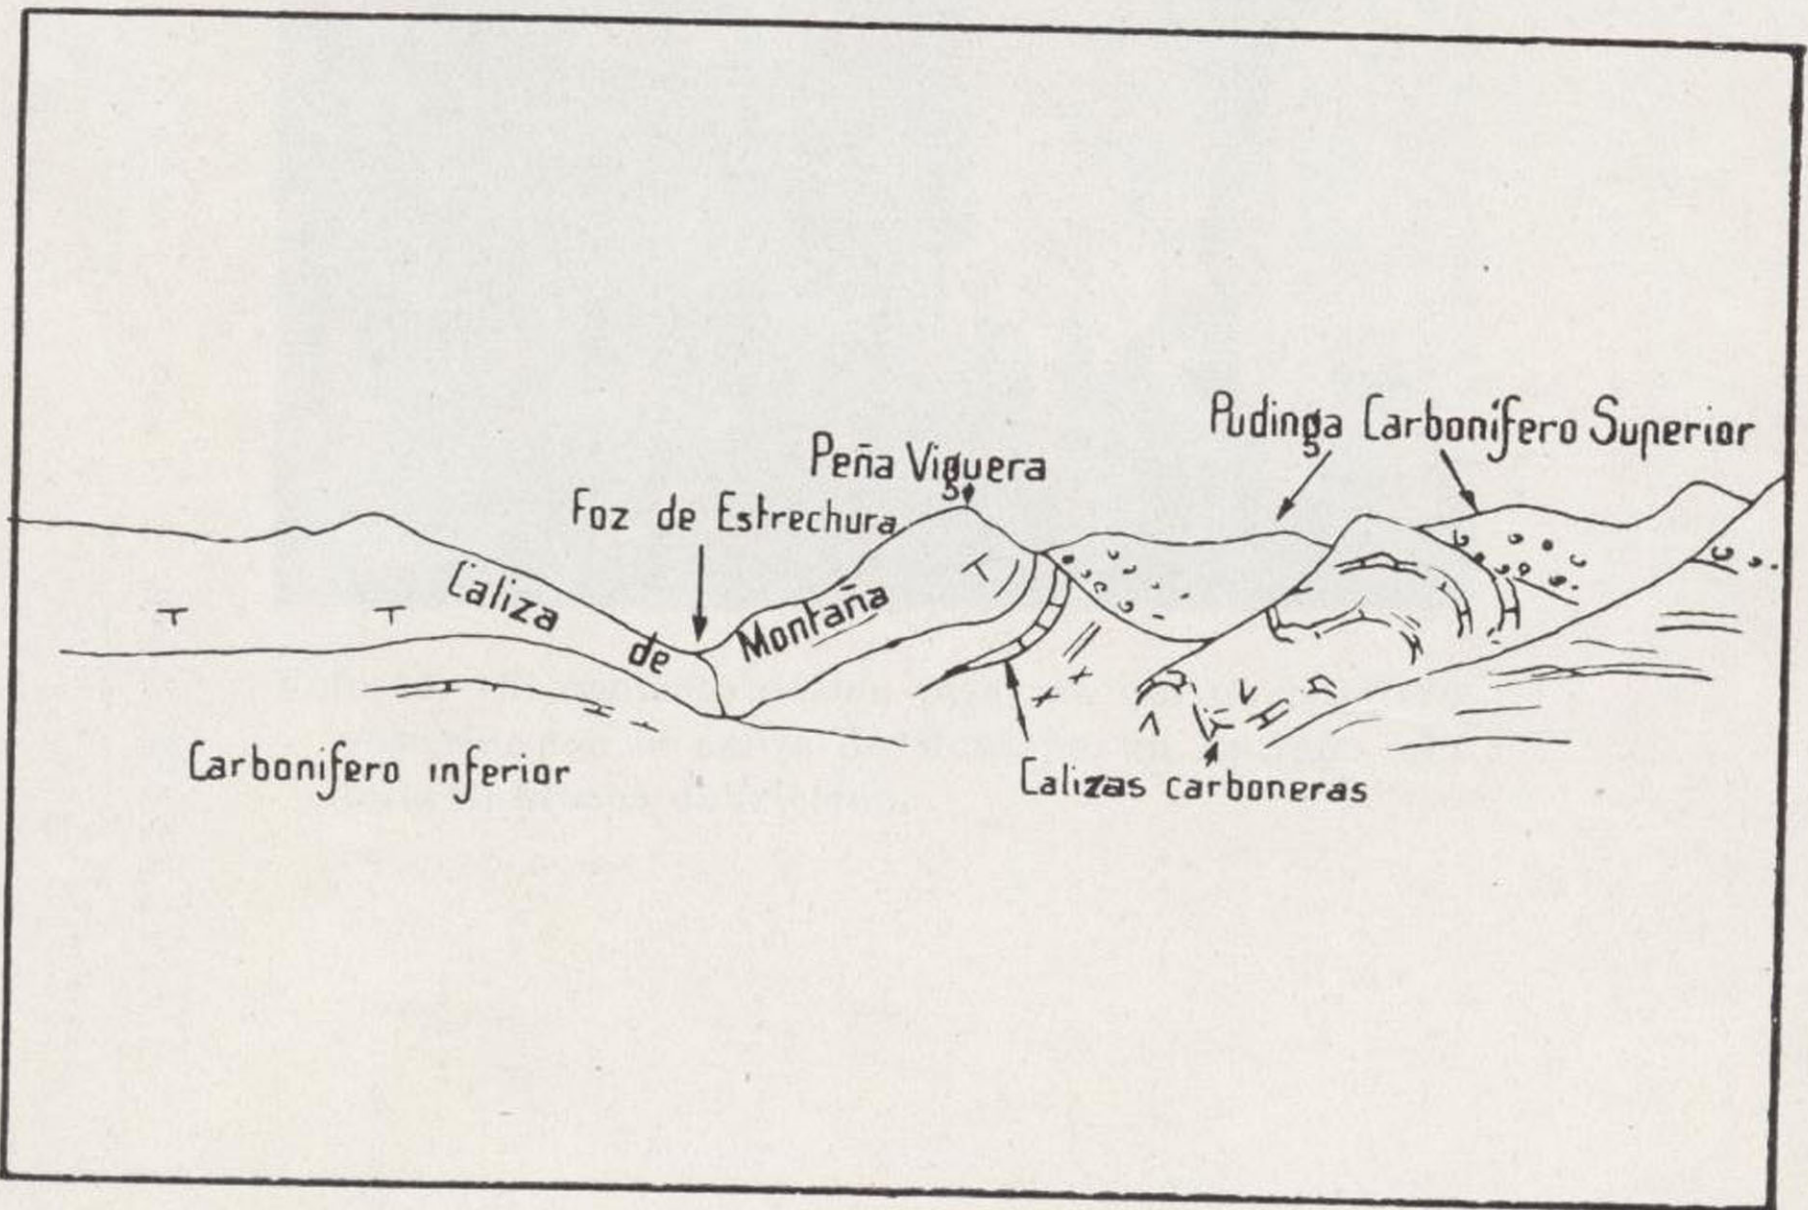 Pudinga Carbonífero Superior
Peña Viguera
Foz de Estrechura
Caliza de Montaña
Carbonifero inferior
Calizas carboneras